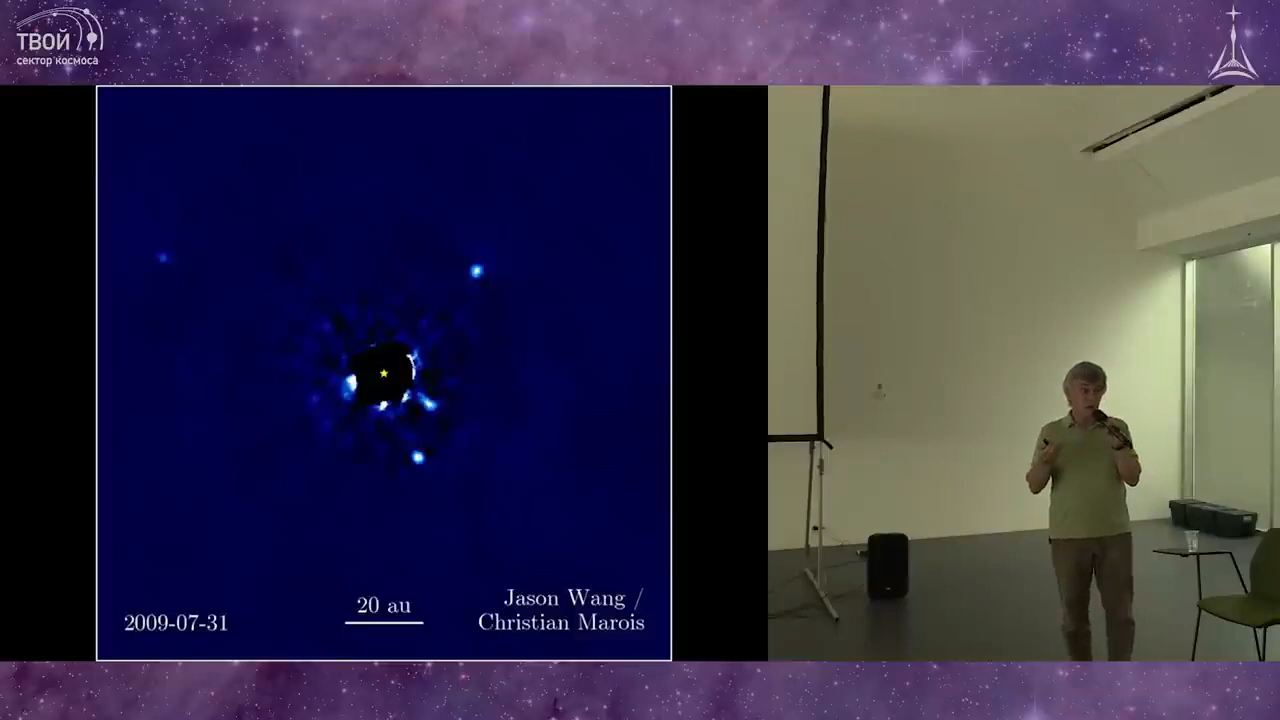 ТВОЙ
сектор космоса
20 au
Jason Wang /
Christian Marois
2009-07-31